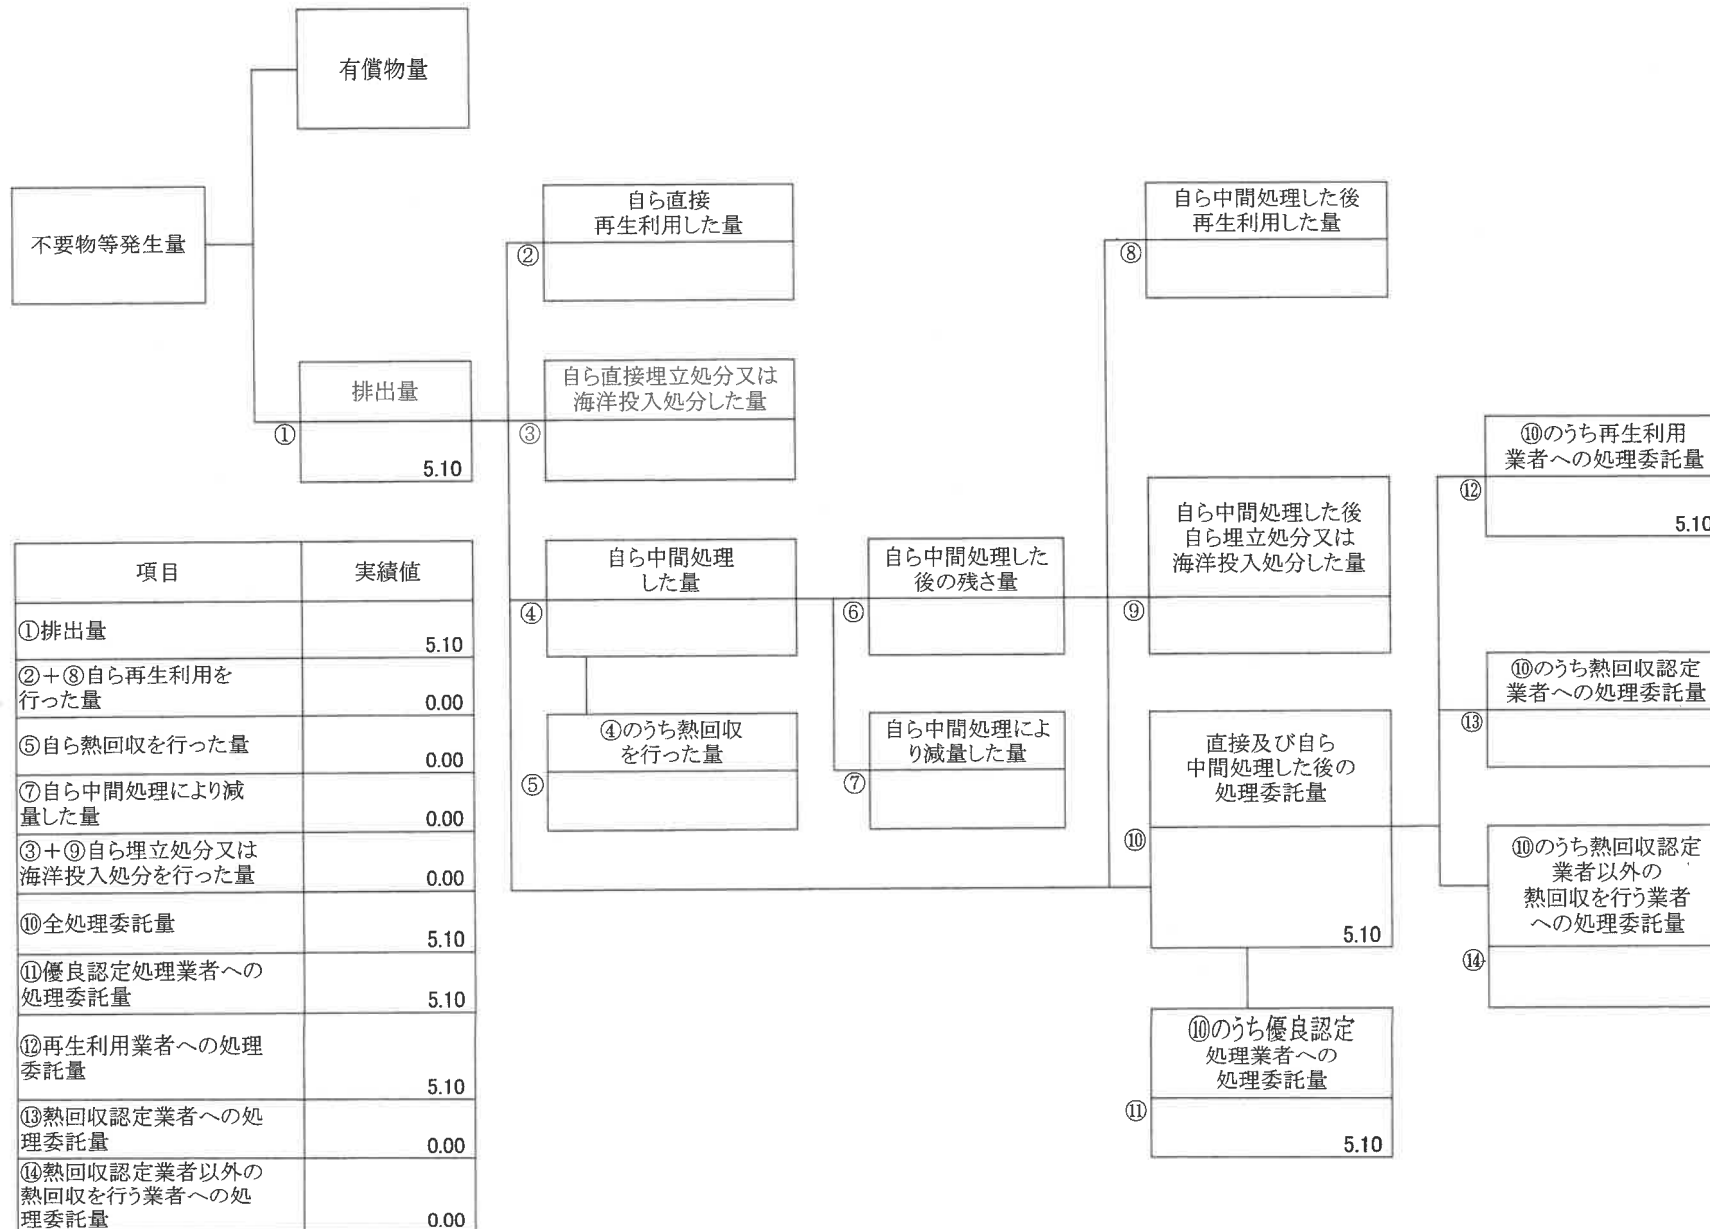 有償物量
不要物等発生量
自ら直接
再生利用した量
②
自ら中間処理した後
再生利用した量
⑧
排出量
①
5.10
自ら直接埋立処分又は
海洋投入処分した量
③
⑩のうち再生利用
業者への処理委託量
⑫
5.10
自ら中間処理
した量
④
自ら中間処理した
後の残さ量
⑥
自ら中間処理した後
自ら埋立処分又は
海洋投入処分した量
⑨
⑩のうち熱回収認定
業者への処理委託量
⑬
④のうち熱回収
を行った量
⑤
自ら中間処理によ
り減量した量
⑦
直接及び自ら
中間処理した後の
処理委託量
⑩
5.10
⑩のうち熱回収認定
業者以外の
熱回収を行う業者
への処理委託量
⑭
⑩のうち優良認定
処理業者への
処理委託量
⑪
5.10
項目 実績値
①排出量
5.10
②+⑧自ら再生利用を
行った量
0.00
⑤自ら熱回収を行った量
0.00
⑦自ら中間処理により減
量した量
0.00
③+⑨自ら埋立処分又は
海洋投入処分を行った量
0.00
⑩全処理委託量
5.10
⑪優良認定処理業者への
処理委託量
5.10
⑫再生利用業者への処理
委託量
5.10
⑬熱回収認定業者への処
理委託量
0.00
⑭熱回収認定業者以外の
熱回収を行う業者への処
理委託量
0.00